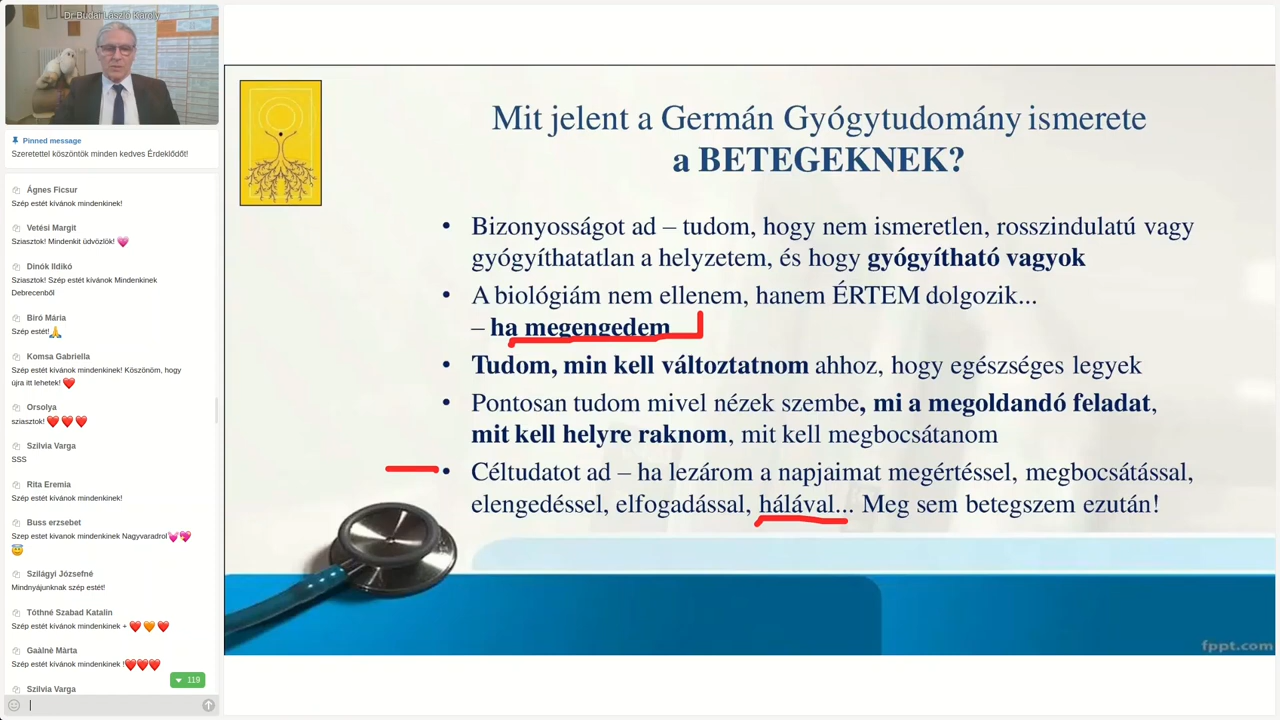 Dr Budai László Károly
Pinned message
Szeretettel köszöntök minden kedves Érdeklődőt!
Ágnes Ficsur
Szép estét kívánok mindenkinek!
Vetési Margit
Sziasztok! Mindenkit üdvözlök! 💗
Dinók Ildikó
Sziasztok! Szép estét kívánok Mindenkinek
Debrecenből
Biró Mária
Szép estét!🙏
Komsa Gabriella
Szép estét kívánok mindenkinek! Köszönöm, hogy
újra itt lehetek! ❤️
Orsolya
sziasztok! ❤️ ❤️ ❤️
Szilvia Varga
SSS
Rita Eremia
Szép estét kívánok mindenkinek!
Buss erzsebet
Szep estet kivanok mindenkinek Nagyvaradrol💓💖
😇
Szilágyi Józsefné
Mindnyájunknak szép estét!
Tóthné Szabad Katalin
Szép estét kívánok mindenkinek + ❤️ 🧡 ❤️
Gaàlnè Màrta
Szép estét kívánok mindenkinek !❤️❤️❤️
119
Szilvia Varga
Mit jelent a Germán Gyógytudomány ismerete
a BETEGEKNEK?
• Bizonyosságot ad – tudom, hogy nem ismeretlen, rosszindulatú vagy
gyógyíthatatlan a helyzetem, és hogy gyógyítható vagyok
• A biológiám nem ellenem, hanem ÉRTEM dolgozik...
– ha megengedem
• Tudom, min kell változtatnom ahhoz, hogy egészséges legyek
• Pontosan tudom mivel nézek szembe, mi a megoldandó feladat,
mit kell helyre raknom, mit kell megbocsátanom
• Céltudatot ad – ha lezárom a napjaimat megértéssel, megbocsátással,
elengedéssel, elfogadással, hálával... Meg sem betegszem ezután!
fppt.com